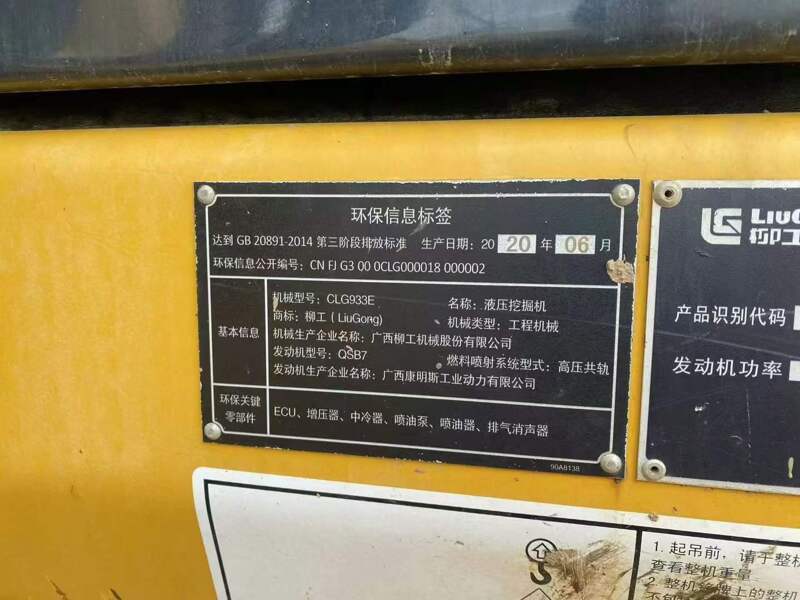 环保信息标签
达到 GB 20891-2014 第三阶段排放标准 生产日期：20 20 年 06 月
环保信息公开编号：CN FJ G3 00 0CLG000018 000002
基本信息
机械型号：CLG933E 名称：液压挖掘机
商标：柳工（LiuGong） 机械类型：工程机械
机械生产企业名称：广西柳工机械股份有限公司
发动机型号：QSB7 燃料喷射系统型式：高压共轨
发动机生产企业名称：广西康明斯工业动力有限公司
环保关键
零部件
ECU、增压器、中冷器、喷油泵、喷油器、排气消声器
90A8138
LiuG
柳工
产品识别代码
发动机功率
1. 起吊前，请于整机
查看整机重量
2. 整机
上的整机